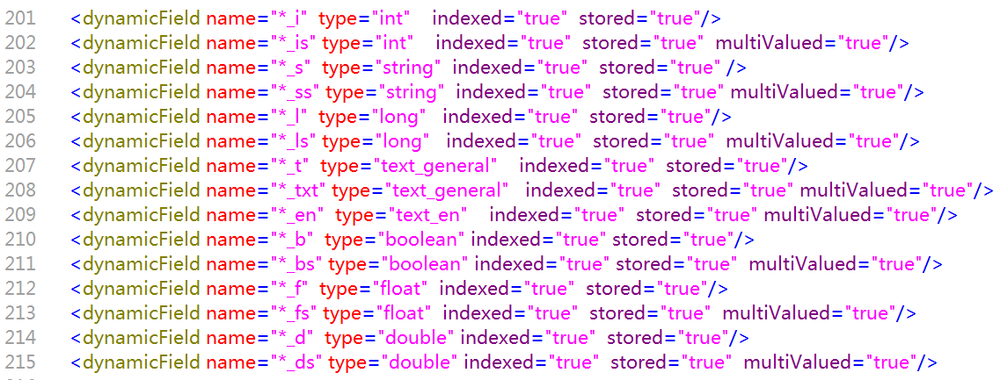 201 <dynamicField name="*_i" type="int" indexed="true" stored="true"/>
202 <dynamicField name="*_is" type="int" indexed="true" stored="true" multiValued="true"/>
203 <dynamicField name="*_s" type="string" indexed="true" stored="true" />
204 <dynamicField name="*_ss" type="string" indexed="true" stored="true" multiValued="true"/>
205 <dynamicField name="*_l" type="long" indexed="true" stored="true"/>
206 <dynamicField name="*_ls" type="long" indexed="true" stored="true" multiValued="true"/>
207 <dynamicField name="*_t" type="text_general" indexed="true" stored="true"/>
208 <dynamicField name="*_txt" type="text_general" indexed="true" stored="true" multiValued="true"/>
209 <dynamicField name="*_en" type="text_en" indexed="true" stored="true" multiValued="true"/>
210 <dynamicField name="*_b" type="boolean" indexed="true" stored="true"/>
211 <dynamicField name="*_bs" type="boolean" indexed="true" stored="true" multiValued="true"/>
212 <dynamicField name="*_f" type="float" indexed="true" stored="true"/>
213 <dynamicField name="*_fs" type="float" indexed="true" stored="true" multiValued="true"/>
214 <dynamicField name="*_d" type="double" indexed="true" stored="true"/>
215 <dynamicField name="*_ds" type="double" indexed="true" stored="true" multiValued="true"/>